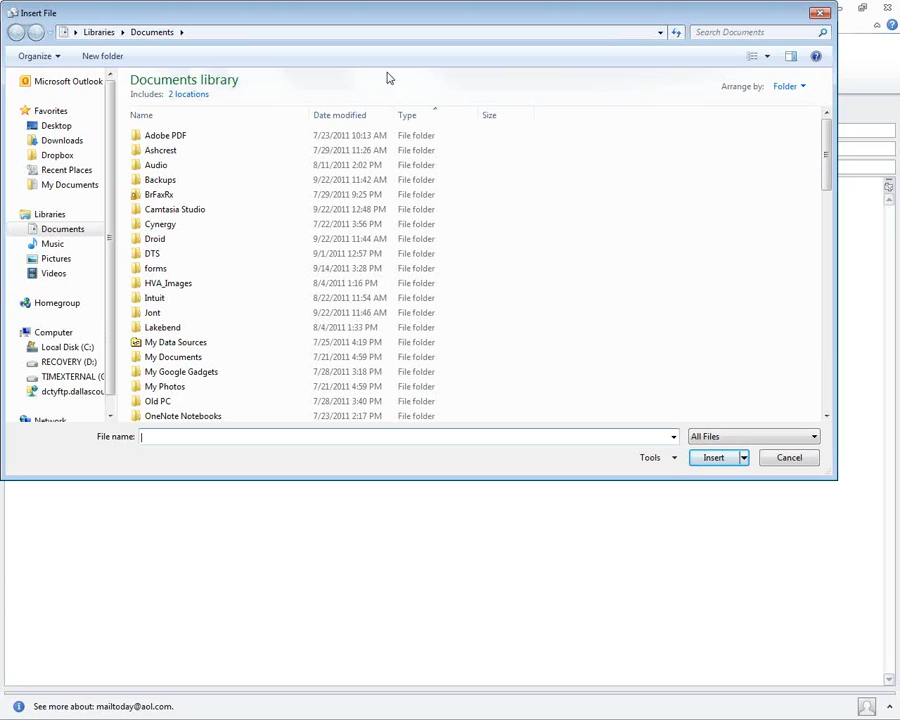 Insert File
Libraries Documents
Search Documents
Organize New folder
Microsoft Outlook
Favorites
Desktop
Downloads
Dropbox
Recent Places
My Documents
Libraries
Documents
Music
Pictures
Videos
Homegroup
Computer
Local Disk (C:)
RECOVERY (D:)
TIMEXTERNAL (
dctyftp.dallascou
Network
Documents library
Includes: 2 locations
Arrange by: Folder
Name Date modified Type Size
Adobe PDF 7/23/2011 10:13 AM File folder
Ashcrest 7/29/2011 11:26 AM File folder
Audio 8/11/2011 2:02 PM File folder
Backups 9/22/2011 11:42 AM File folder
BrFaxRx 7/29/2011 9:25 PM File folder
Camtasia Studio 9/22/2011 12:48 PM File folder
Cynergy 7/22/2011 3:56 PM File folder
Droid 9/22/2011 11:44 AM File folder
DTS 9/1/2011 12:57 PM File folder
forms 9/14/2011 3:28 PM File folder
HVA_Images 8/4/2011 1:16 PM File folder
Intuit 8/22/2011 11:54 AM File folder
Jont 9/22/2011 11:46 AM File folder
Lakebend 8/4/2011 1:33 PM File folder
My Data Sources 7/25/2011 4:19 PM File folder
My Documents 7/21/2011 4:59 PM File folder
My Google Gadgets 7/28/2011 3:18 PM File folder
My Photos 7/21/2011 4:59 PM File folder
Old PC 7/28/2011 3:40 PM File folder
OneNote Notebooks 7/23/2011 2:17 PM File folder
File name: All Files
Tools Insert Cancel
See more about: mailtoday@aol.com.